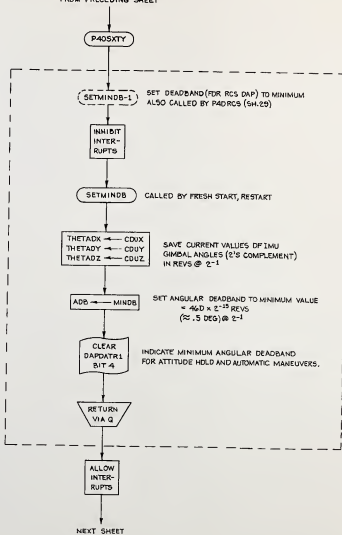 FROM PRECEDING SHEET
P40SXTY
SETMINDB-1
SET DEADBAND (FOR RCS DAP) TO MINIMUM
ALSO CALLED BY P40RCS (SH.29)
INHIBIT
INTER-
RUPTS
SETMINDB
CALLED BY FRESH START, RESTART
THETADX ← CDUX
THETADY ← CDUY
THETADZ ← CDUZ
SAVE CURRENT VALUES OF IMU
GIMBAL ANGLES (2'S COMPLEMENT)
IN REVS @ 2⁻¹
ADB ← MINDB
SET ANGULAR DEADBAND TO MINIMUM VALUE
= 46D × 2⁻¹⁵ REVS
(≈ .5 DEG) @ 2⁻¹
CLEAR
DAPDATR1
BIT 4
INDICATE MINIMUM ANGULAR DEADBAND
FOR ATTITUDE HOLD AND AUTOMATIC MANEUVERS.
RETURN
VIA Q
ALLOW
INTER-
RUPTS
NEXT SHEET